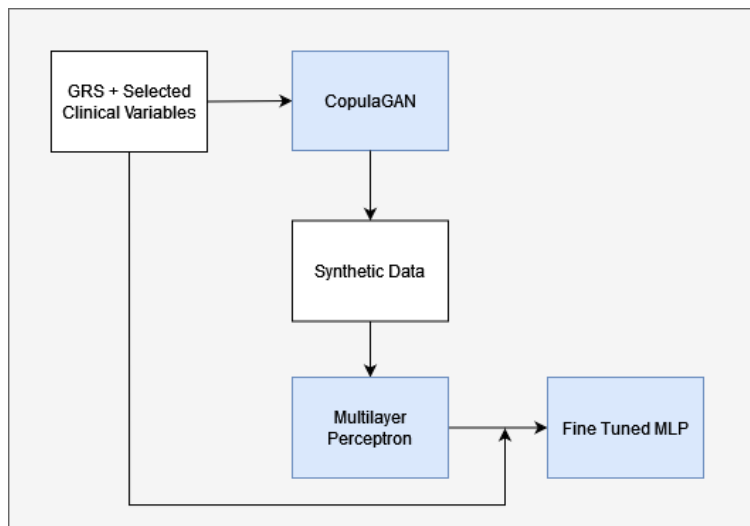 GRS + Selected
Clinical Variables
CopulaGAN
Synthetic Data
Multilayer
Perceptron
Fine Tuned MLP